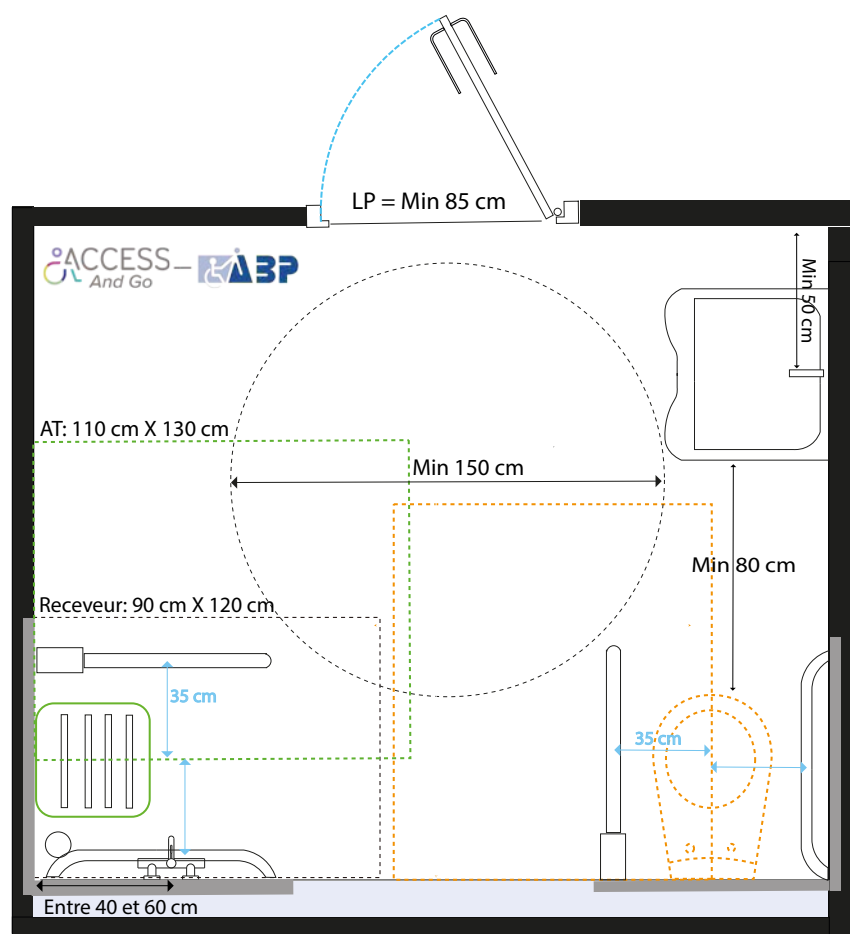 LP = Min 85 cm
ACCESS
And Go
ABP
Min 50 cm
AT: 110 cm X 130 cm
Min 150 cm
Min 80 cm
Receveur: 90 cm X 120 cm
35 cm
35 cm
Entre 40 et 60 cm